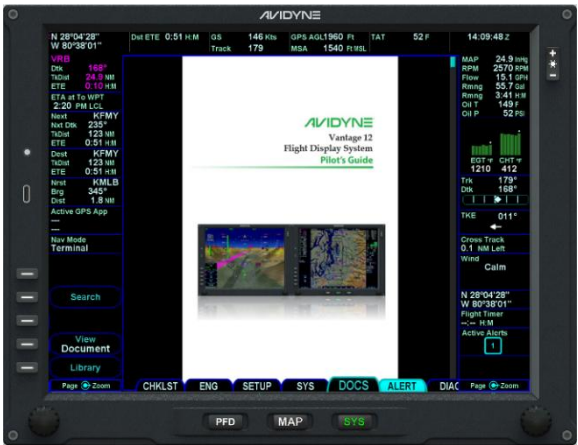 AVIDYNE
N 28°04'28"
W 80°38'01"
Dst ETE 0:51 H:M
GS 146 Kts
Track 179
GPS AGL 1960 Ft
MSA 1540 Ft MSL
TAT 52 F
14:09:48 Z
VRB
Dtk 168°
TkDist 24.9 NM
ETE 0:10 H:M
ETA at To WPT
2:20 PM LCL
Next KFMY
Nxt Dtk 235°
TkDist 123 NM
ETE 0:51 H:M
Dest KFMY
TkDist 123 NM
ETE 0:51 H:M
Nrst KMLB
Brg 345°
Dist 1.8 NM
Active GPS App
---
---
Nav Mode
Terminal
Search
View
Document
Library
Page Zoom
AVIDYNE
Vantage 12
Flight Display System
Pilot's Guide
MAP 24.9 InHg
RPM 2570 RPM
Flow 15.1 GPH
Rmng 55.7 Gal
Rmng 3:41 H:M
Oil T 149 F
Oil P 52 PSI
EGT °F CHT °F
1210 412
Trk 179°
Dtk 168°
TKE 011°
Cross Track
0.1 NM Left
Wind
Calm
N 28°04'28"
W 80°38'01"
Flight Timer
--:-- H:M
Active Alerts
1
Page Zoom
CHKLST ENG SETUP SYS DOCS ALERT DIAG
PFD MAP SYS